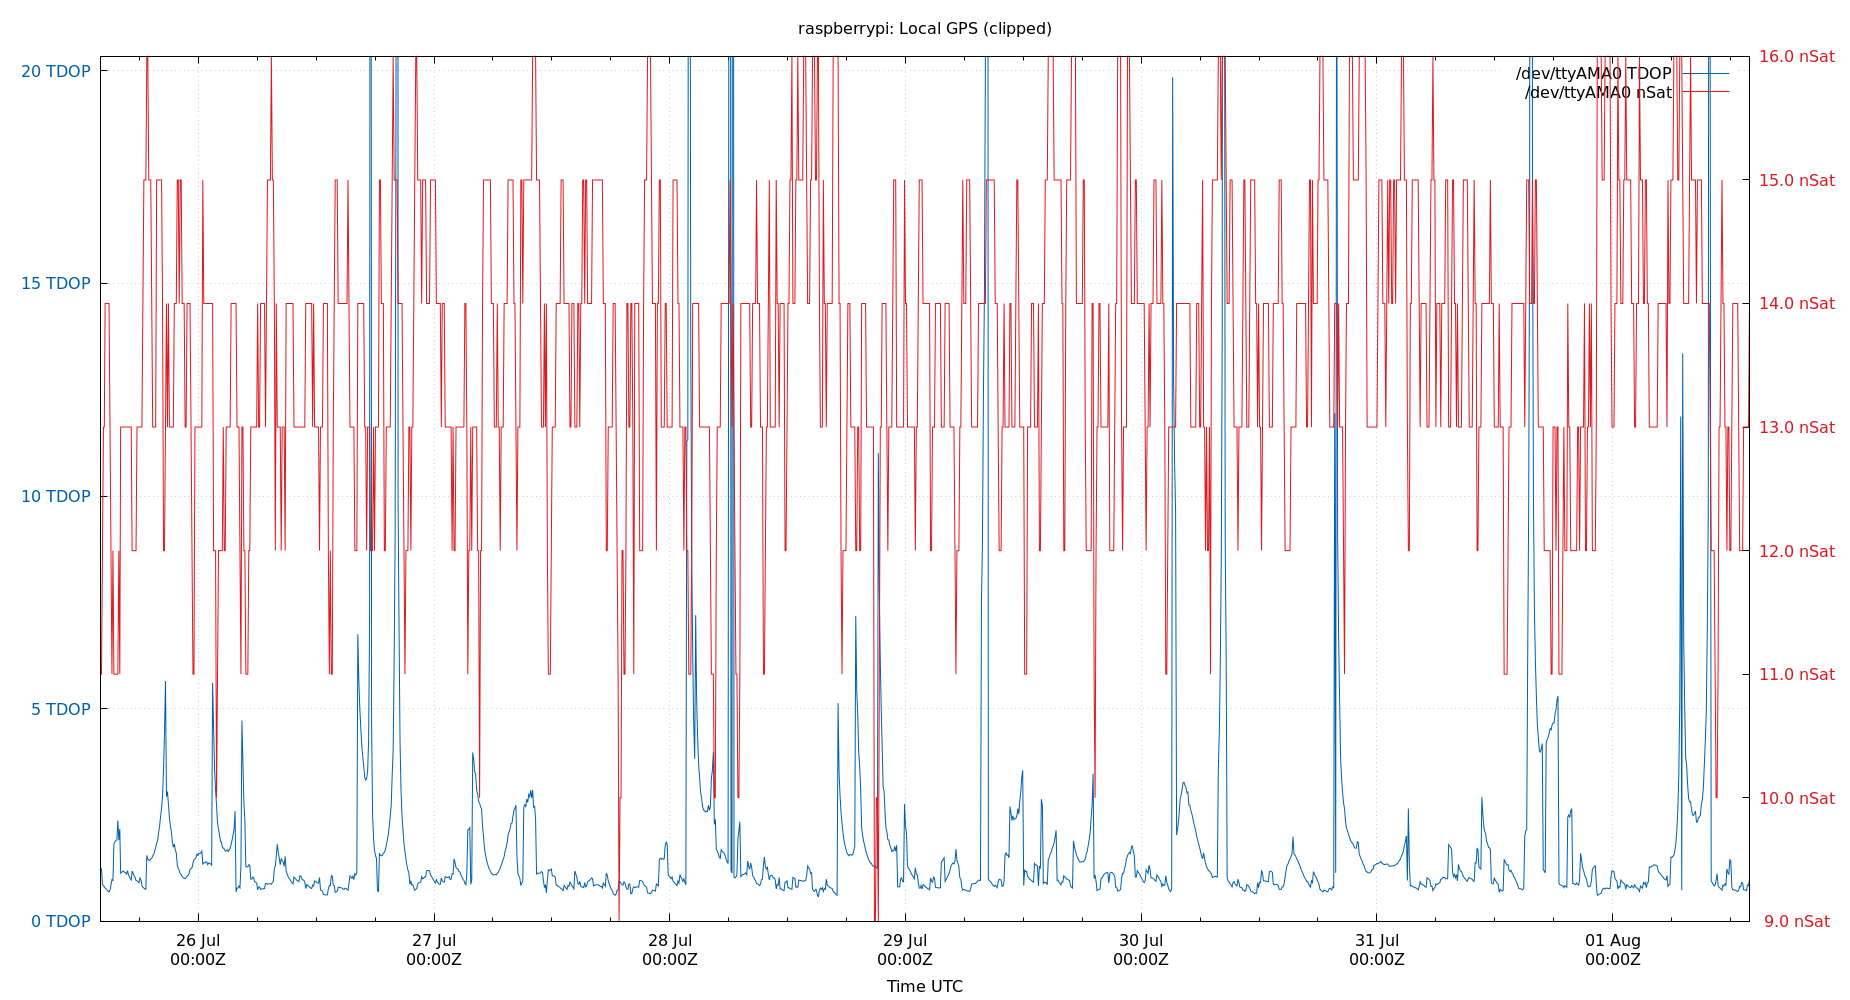 raspberrypi: Local GPS (clipped)
20 TDOP
15 TDOP
10 TDOP
5 TDOP
0 TDOP
16.0 nSat
15.0 nSat
14.0 nSat
13.0 nSat
12.0 nSat
11.0 nSat
10.0 nSat
9.0 nSat
/dev/ttyAMA0 TDOP
/dev/ttyAMA0 nSat
26 Jul 27 Jul 28 Jul 29 Jul 30 Jul 31 Jul 01 Aug
00:00Z 00:00Z 00:00Z 00:00Z 00:00Z 00:00Z 00:00Z
Time UTC